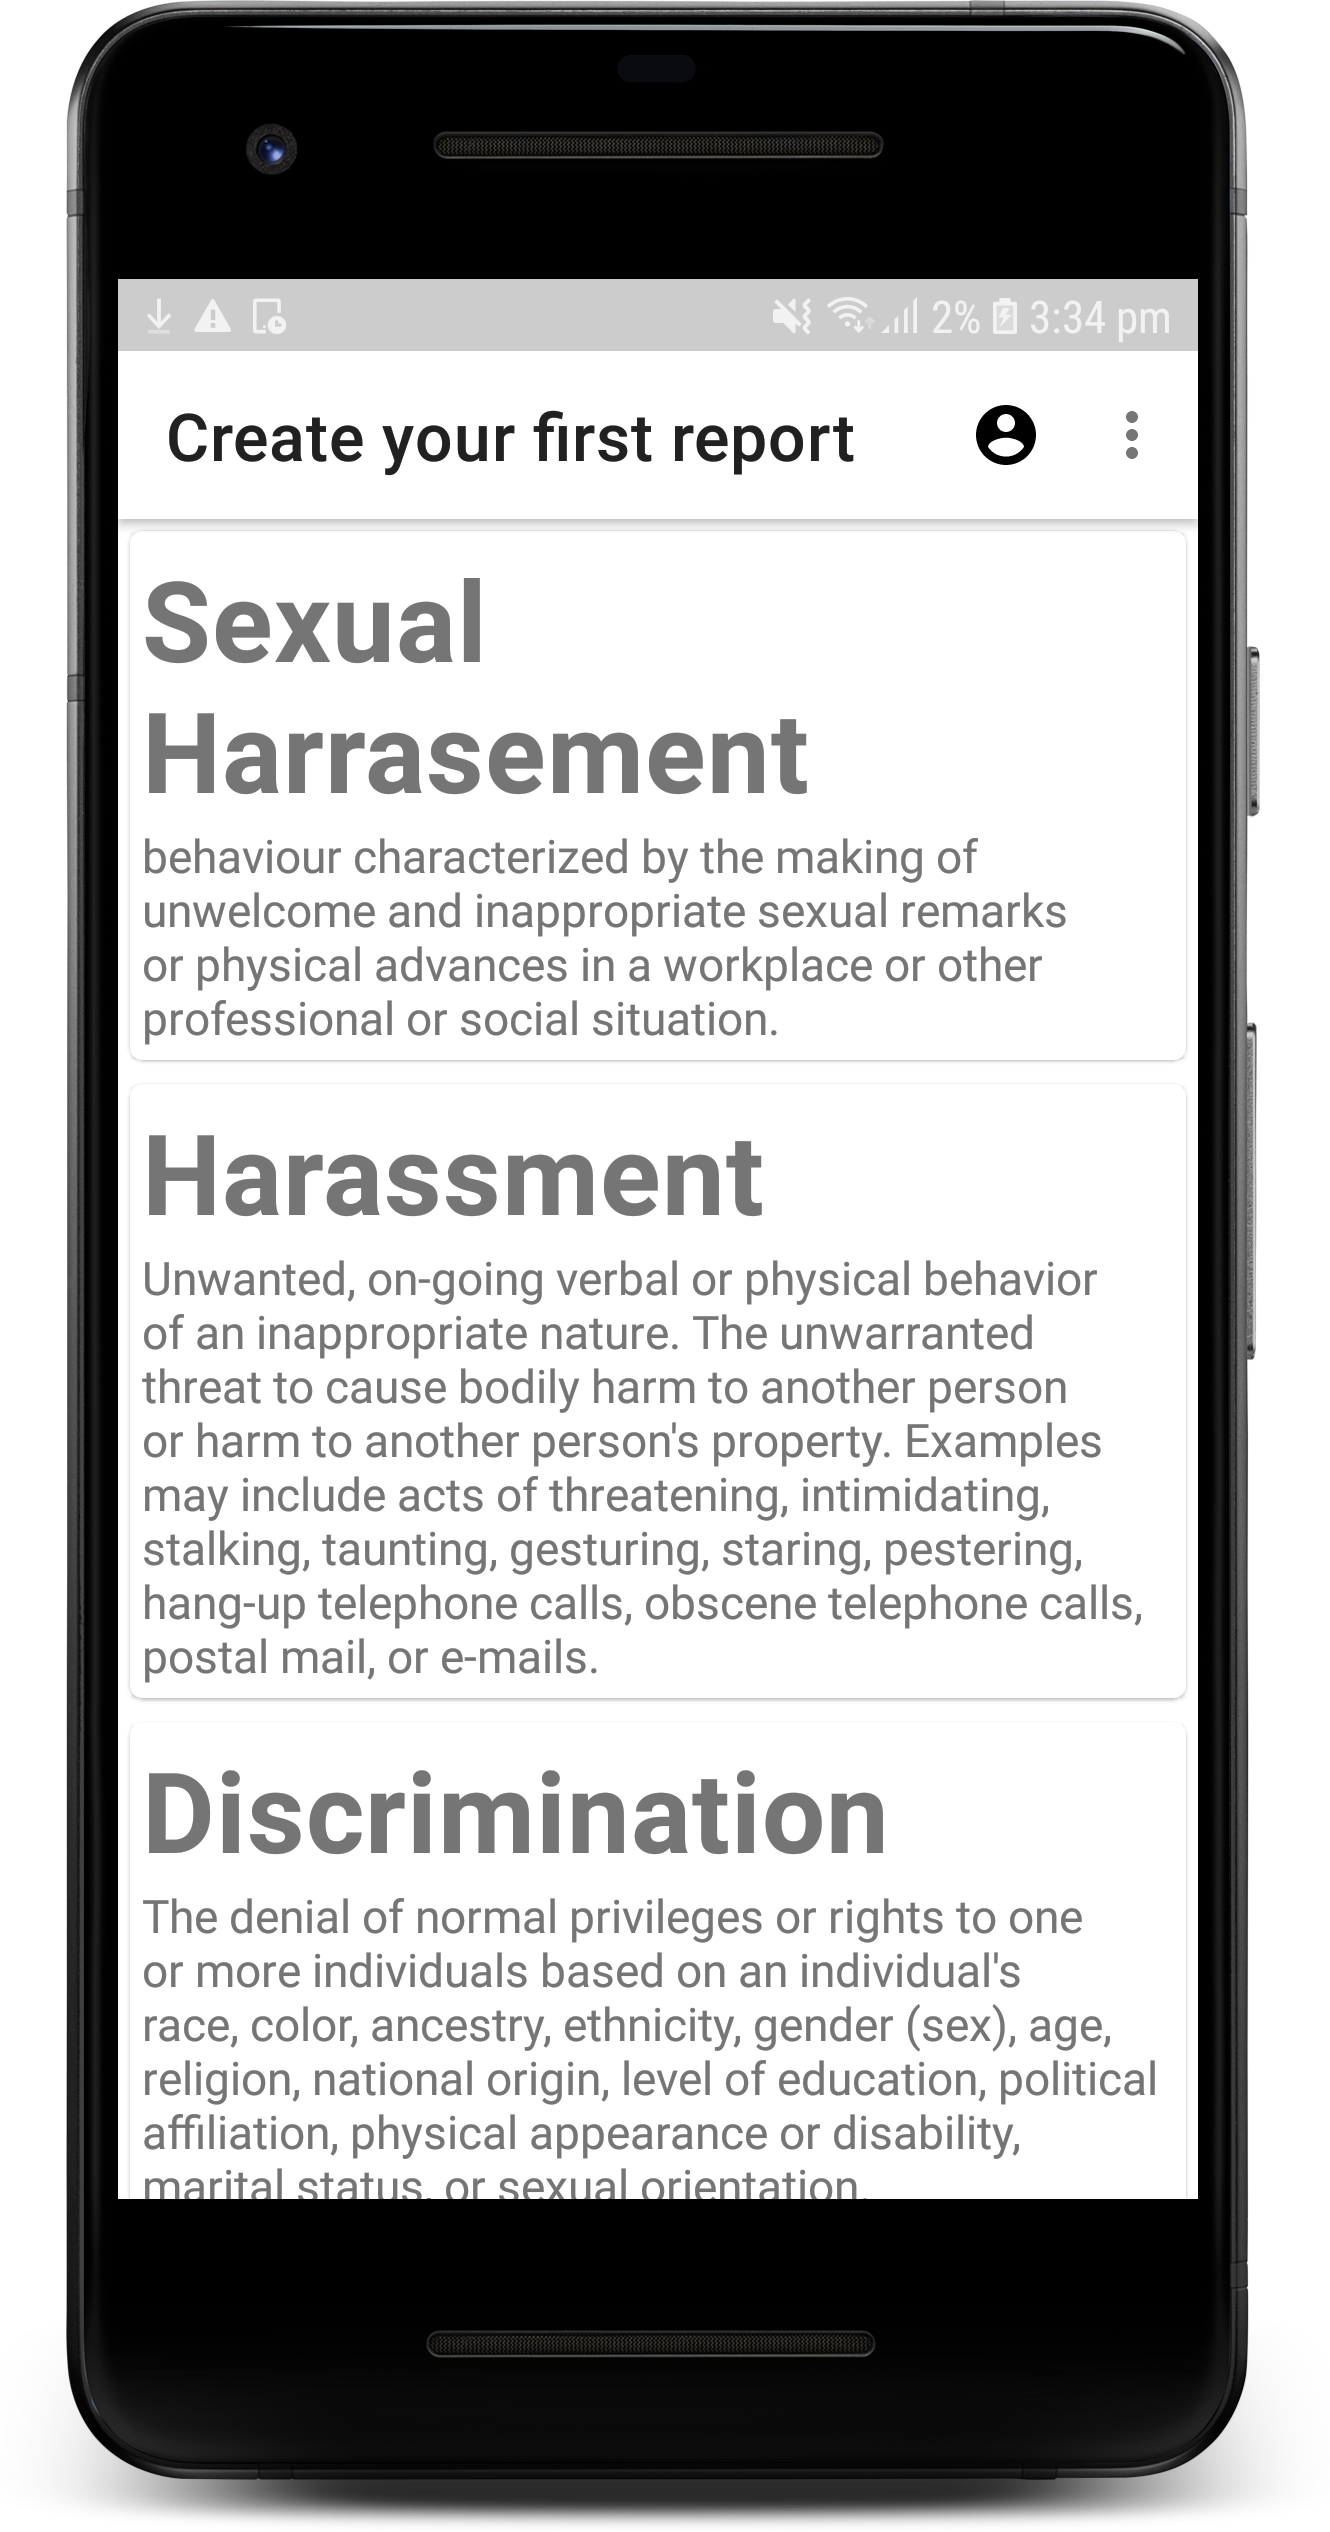 2% 3:34 pm
Create your first report
Sexual
Harrasement
behaviour characterized by the making of
unwelcome and inappropriate sexual remarks
or physical advances in a workplace or other
professional or social situation.
Harassment
Unwanted, on-going verbal or physical behavior
of an inappropriate nature. The unwarranted
threat to cause bodily harm to another person
or harm to another person's property. Examples
may include acts of threatening, intimidating,
stalking, taunting, gesturing, staring, pestering,
hang-up telephone calls, obscene telephone calls,
postal mail, or e-mails.
Discrimination
The denial of normal privileges or rights to one
or more individuals based on an individual's
race, color, ancestry, ethnicity, gender (sex), age,
religion, national origin, level of education, political
affiliation, physical appearance or disability,
marital status, or sexual orientation.